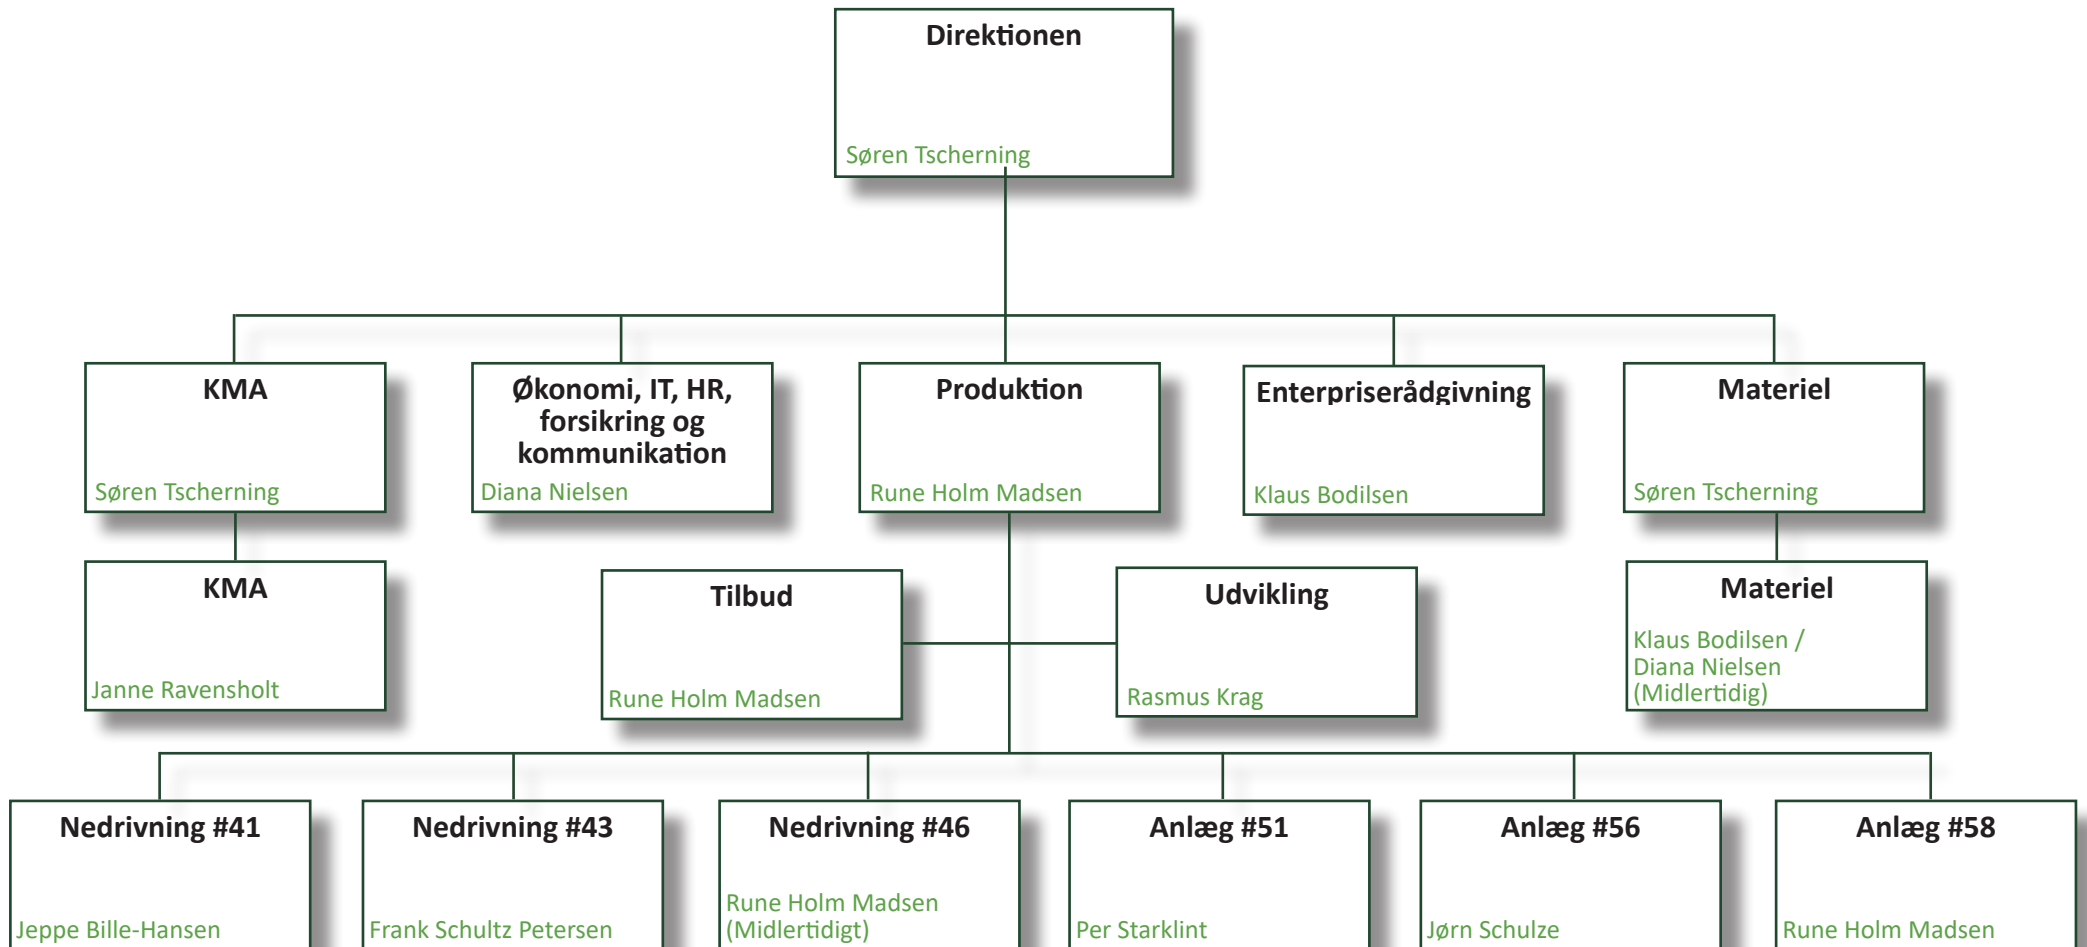 Direktionen
Søren Tscherning
KMA
Søren Tscherning
Økonomi, IT, HR,
forsikring og
kommunikation
Diana Nielsen
Produktion
Rune Holm Madsen
Enterpriserådgivning
Klaus Bodilsen
Materiel
Søren Tscherning
KMA
Janne Ravensholt
Tilbud
Rune Holm Madsen
Udvikling
Rasmus Krag
Materiel
Klaus Bodilsen /
Diana Nielsen
(Midlertidig)
Nedrivning #41
Jeppe Bille-Hansen
Nedrivning #43
Frank Schultz Petersen
Nedrivning #46
Rune Holm Madsen
(Midlertidigt)
Anlæg #51
Per Starklint
Anlæg #56
Jørn Schulze
Anlæg #58
Rune Holm Madsen